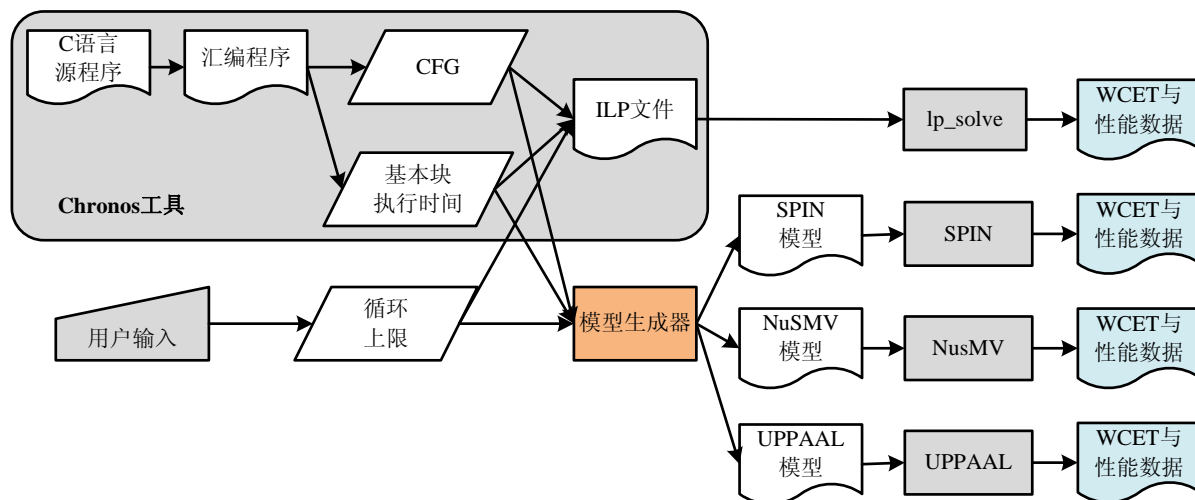 C语言
源程序
汇编程序
CFG
ILP文件
基本块
执行时间
Chronos工具
lp_solve
WCET与
性能数据
SPIN
模型
SPIN
WCET与
性能数据
用户输入
循环
上限
模型生成器
NuSMV
模型
NusMV
WCET与
性能数据
UPPAAL
模型
UPPAAL
WCET与
性能数据